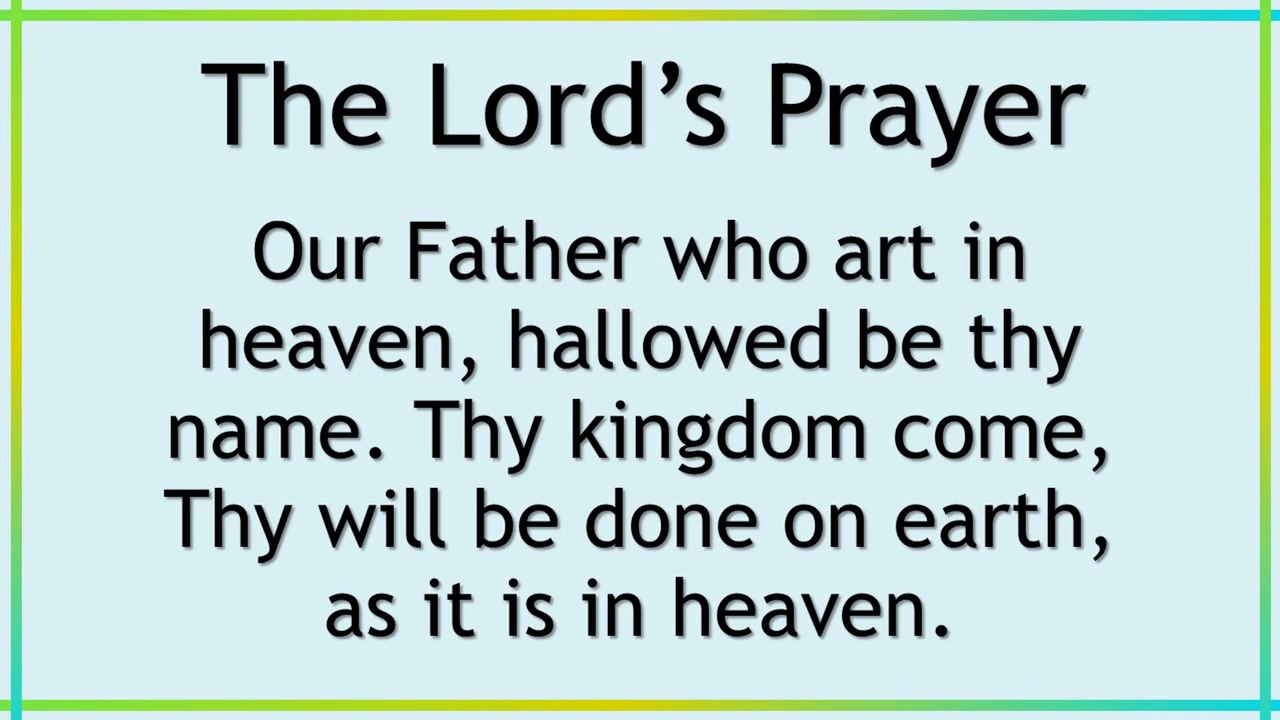 The Lord’s Prayer
Our Father who art in
heaven, hallowed be thy
name. Thy kingdom come,
Thy will be done on earth,
as it is in heaven.